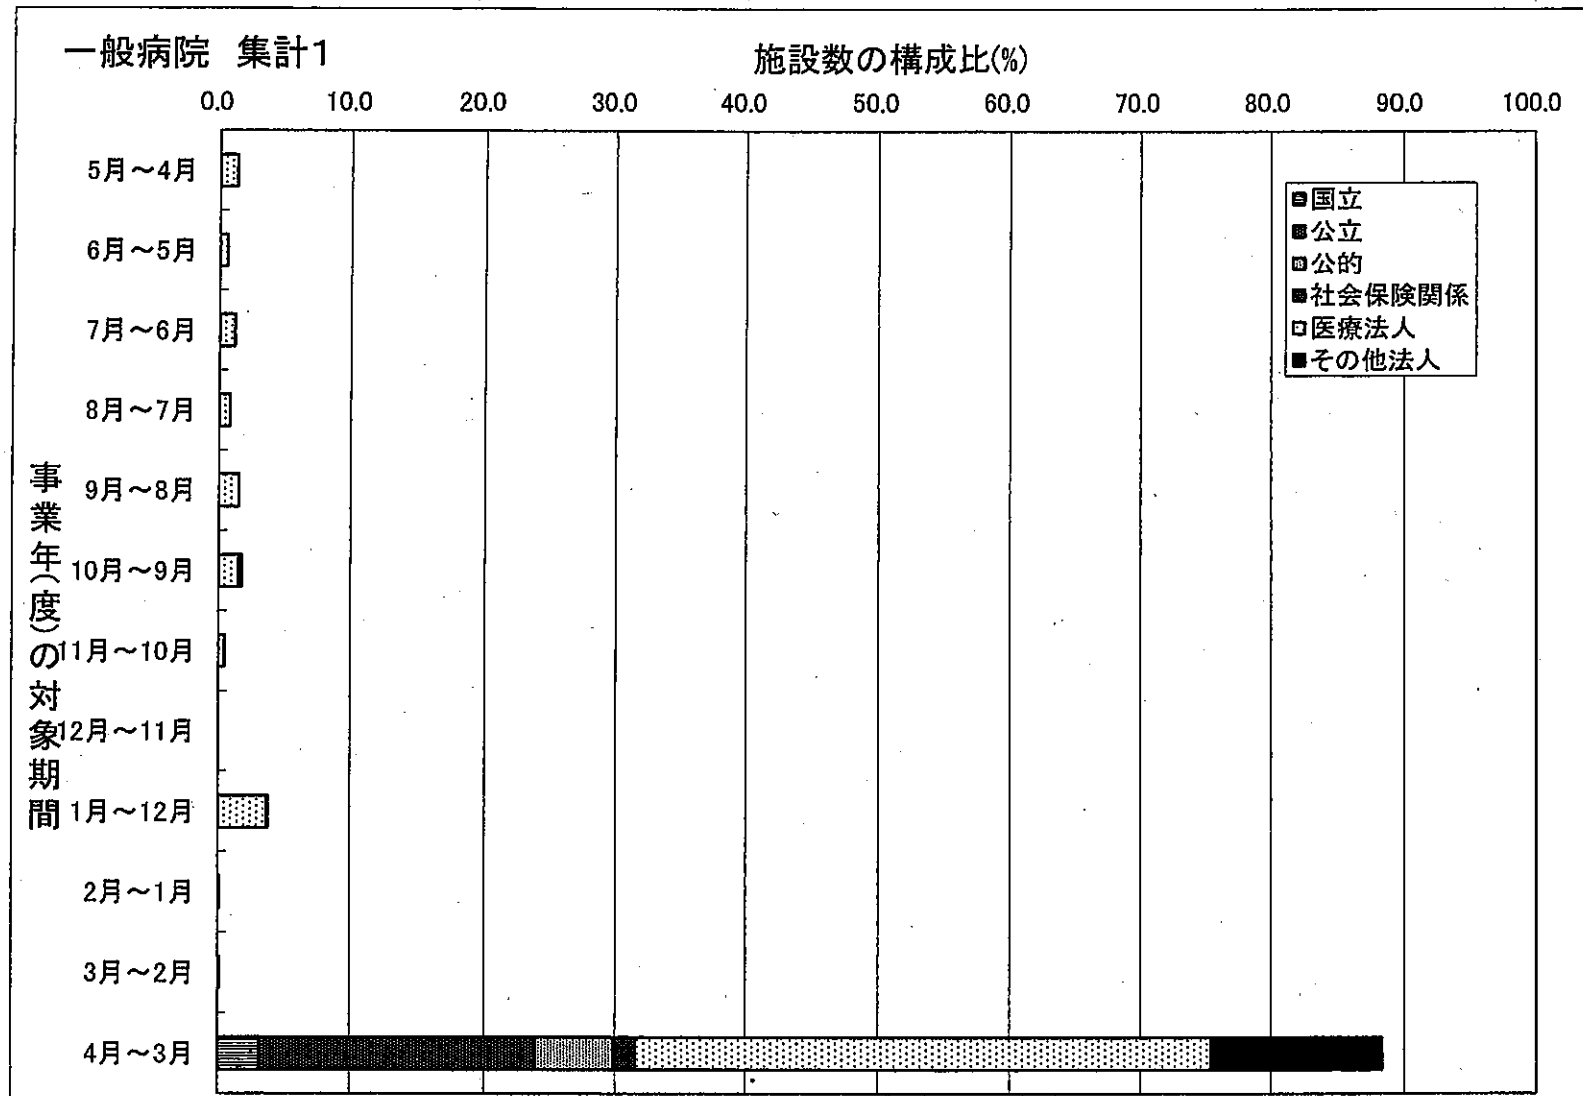 一般病院 集計1
施設数の構成比(%)
0.0 10.0 20.0 30.0 40.0 50.0 60.0 70.0 80.0 90.0 100.0
事業年(度)の対象期間
5月～4月
6月～5月
7月～6月
8月～7月
9月～8月
10月～9月
11月～10月
12月～11月
1月～12月
2月～1月
3月～2月
4月～3月
国立
公立
公的
社会保険関係
医療法人
その他法人